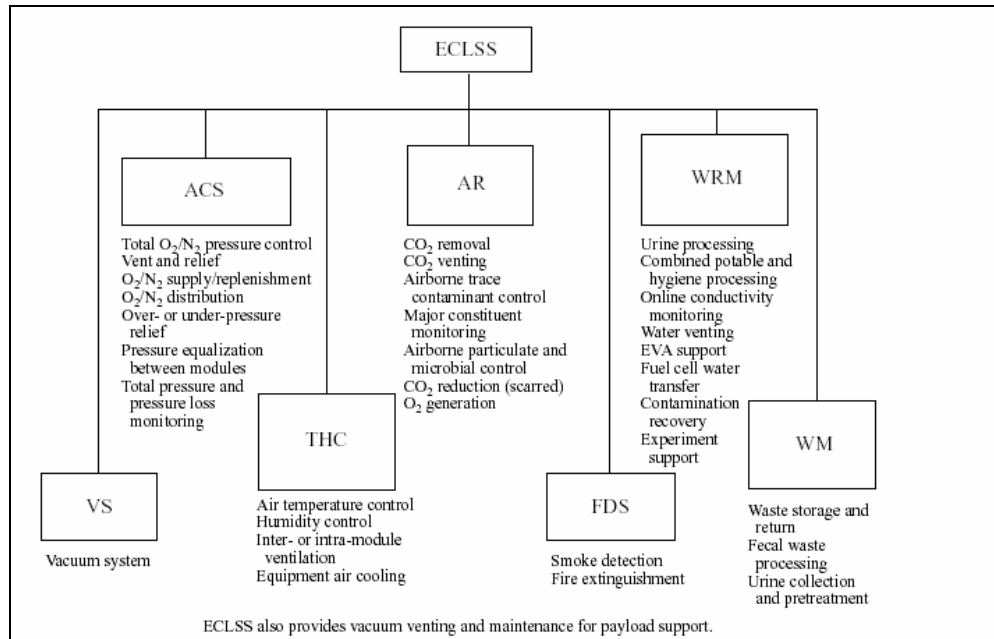 ECLSS
ACS
Total O₂/N₂ pressure control
Vent and relief
O₂/N₂ supply/replenishment
O₂/N₂ distribution
Over- or under-pressure
relief
Pressure equalization
between modules
Total pressure and
pressure loss
monitoring
AR
CO₂ removal
CO₂ venting
Airborne trace
contaminant control
Major constituent
monitoring
Airborne particulate and
microbial control
CO₂ reduction (scarred)
O₂ generation
WRM
Urine processing
Combined potable and
hygiene processing
Online conductivity
monitoring
Water venting
EVA support
Fuel cell water
transfer
Contamination
recovery
Experiment
support
VS
Vacuum system
THC
Air temperature control
Humidity control
Inter- or intra-module
ventilation
Equipment air cooling
FDS
Smoke detection
Fire extinguishment
WM
Waste storage and
return
Fecal waste
processing
Urine collection
and pretreatment
ECLSS also provides vacuum venting and maintenance for payload support.